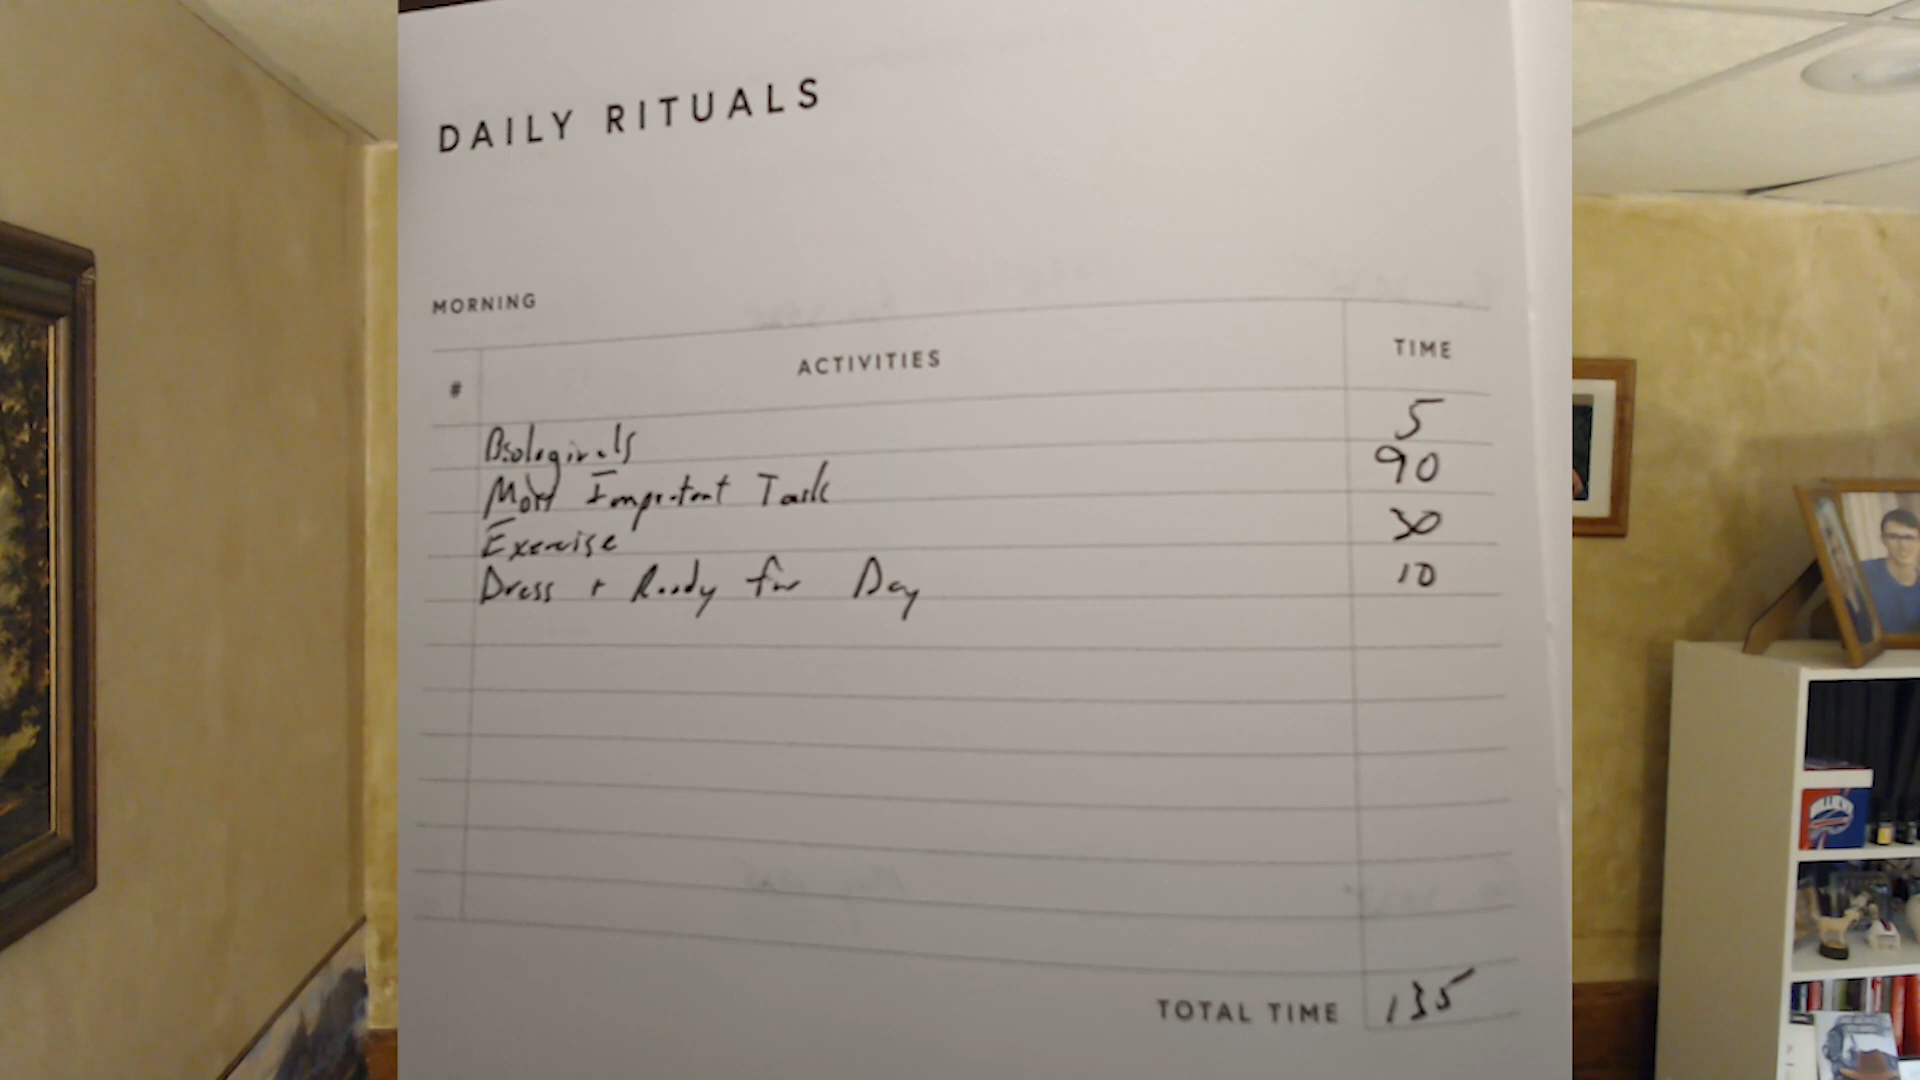 DAILY RITUALS
MORNING
# ACTIVITIES TIME
Biologicals 5
Most Important Task 90
Exercise 30
Dress + Ready for Day 10
TOTAL TIME 135